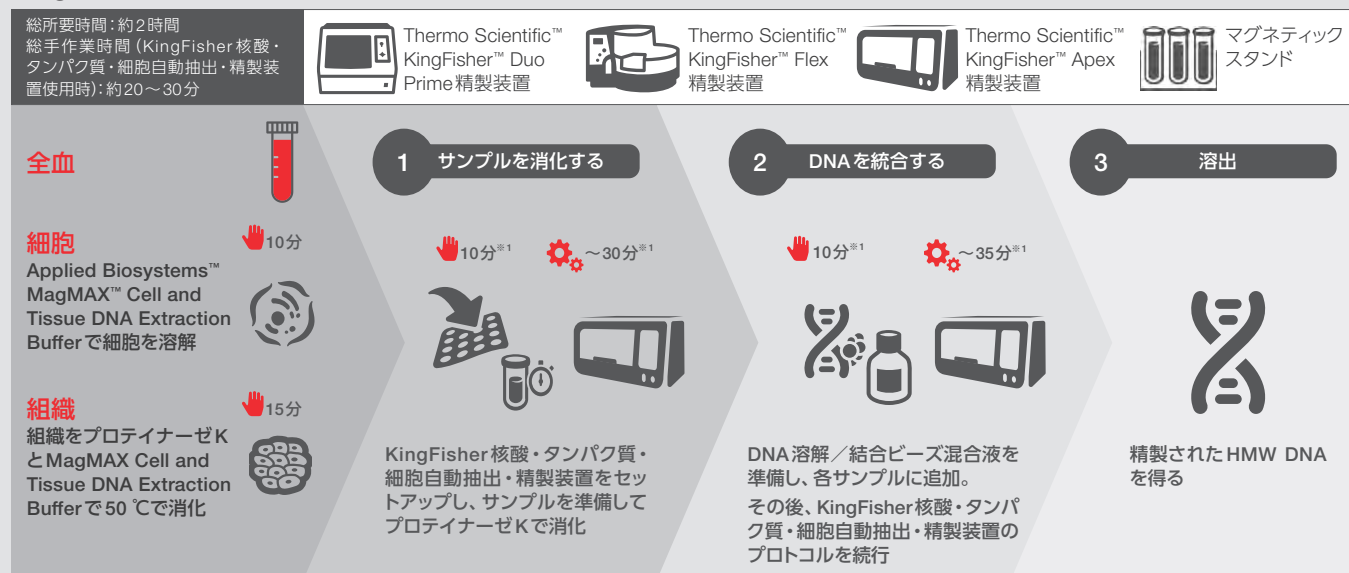 総所要時間：約2時間
総手作業時間（KingFisher核酸・
タンパク質・細胞自動抽出・精製装
置使用時）：約20～30分
Thermo Scientific™
KingFisher™ Duo
Prime精製装置
Thermo Scientific™
KingFisher™ Flex
精製装置
Thermo Scientific™
KingFisher™ Apex
精製装置
マグネティック
スタンド
全血
細胞
10分
Applied Biosystems™
MagMAX™ Cell and
Tissue DNA Extraction
Bufferで細胞を溶解
組織
15分
組織をプロテイナーゼK
とMagMAX Cell and
Tissue DNA Extraction
Bufferで50 ℃で消化
1 サンプルを消化する
10分※1 ～30分※1
KingFisher核酸・タンパク質・
細胞自動抽出・精製装置をセッ
トアップし、サンプルを準備して
プロテイナーゼKで消化
2 DNAを統合する
10分※1 ～35分※1
DNA溶解／結合ビーズ混合液を
準備し、各サンプルに追加。
その後、KingFisher核酸・タンパ
ク質・細胞自動抽出・精製装置の
プロトコルを続行
3 溶出
精製されたHMW DNA
を得る